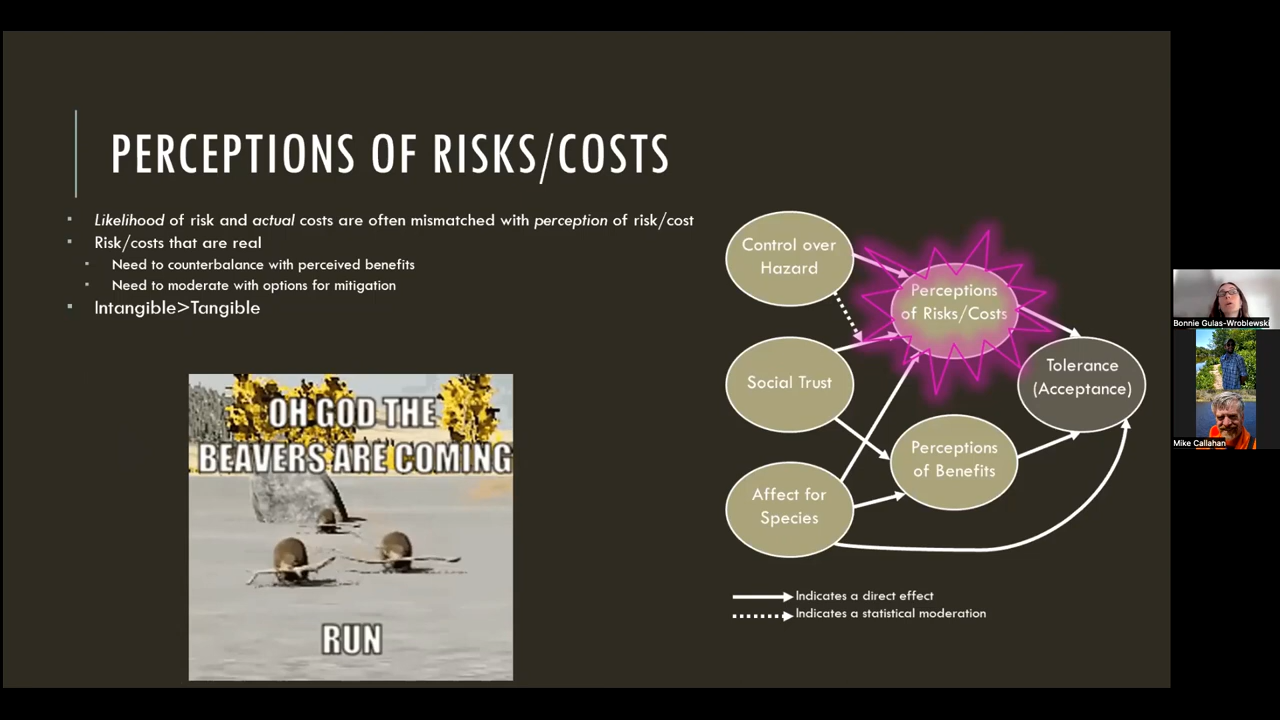 PERCEPTIONS OF RISKS/COSTS
Likelihood of risk and actual costs are often mismatched with perception of risk/cost
Risk/costs that are real
Need to counterbalance with perceived benefits
Need to moderate with options for mitigation
Intangible>Tangible
OH GOD THE
BEAVERS ARE COMING
RUN
Control over
Hazard
Perceptions
of Risks/Costs
Social Trust
Tolerance
(Acceptance)
Perceptions
of Benefits
Affect for
Species
Indicates a direct effect
Indicates a statistical moderation
Bonnie Gulas-Wroblewski
Mike Callahan